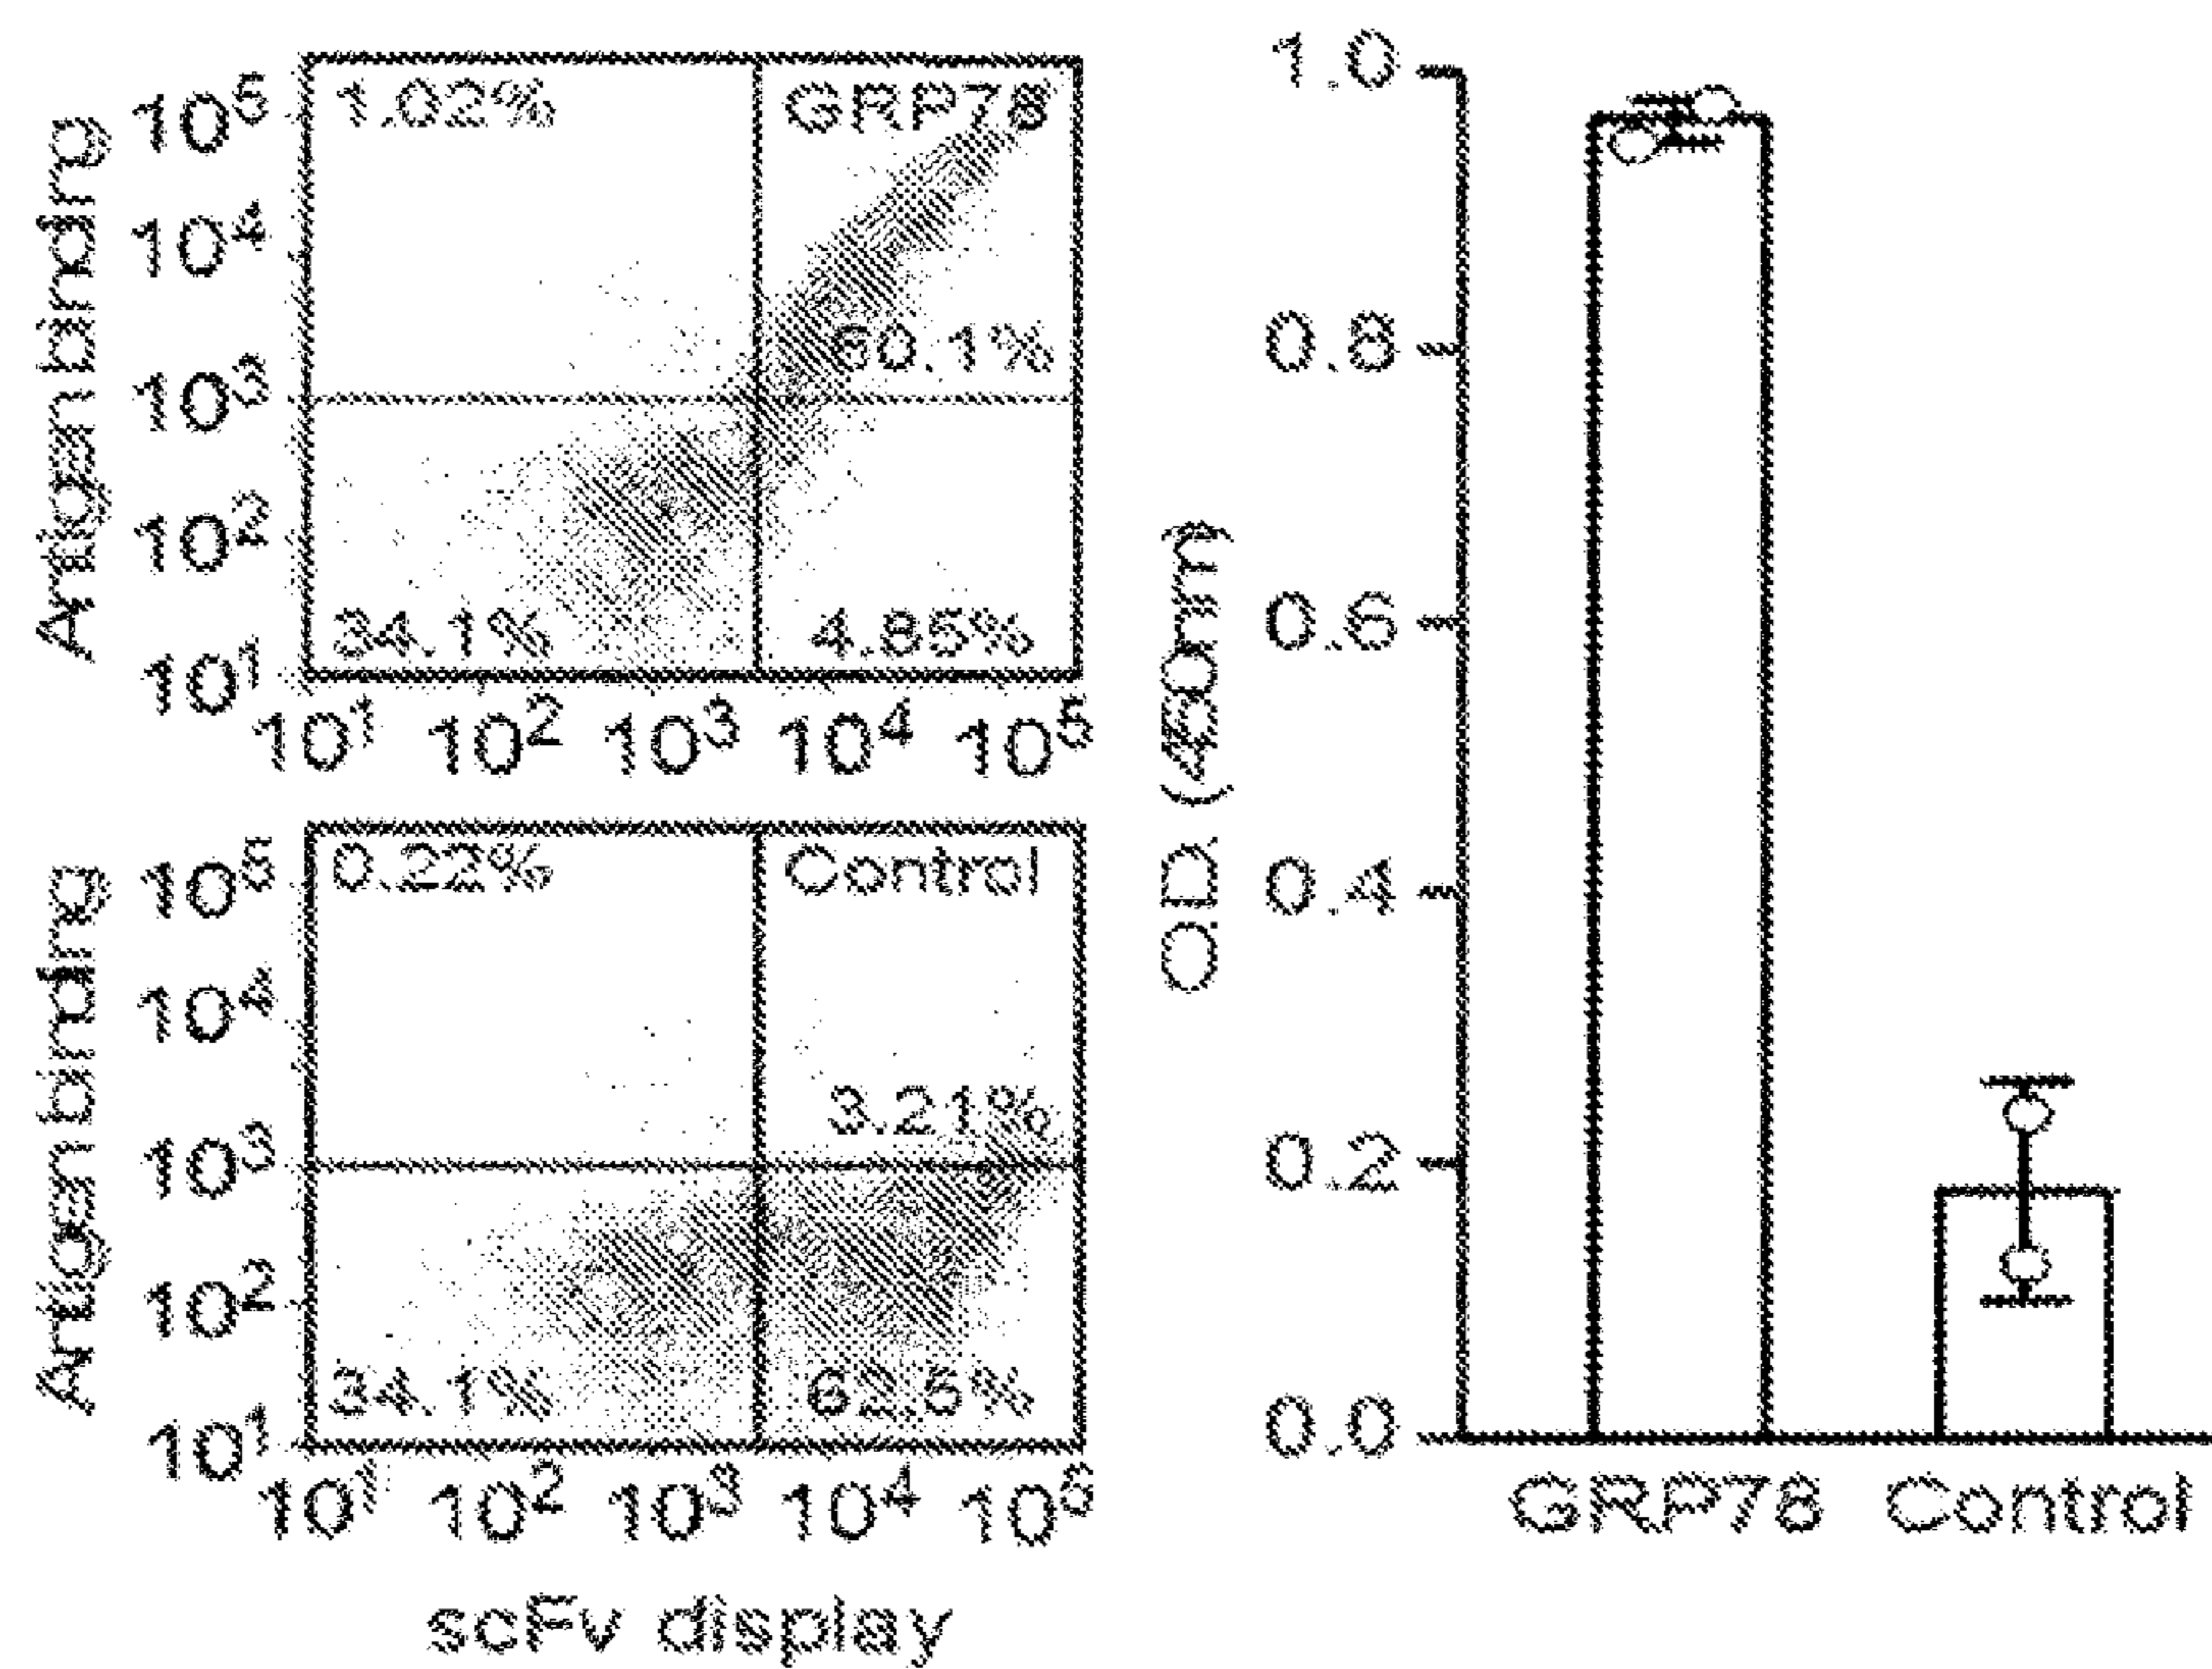 Antigen binding
10⁵
10⁴
10³
10²
10¹
1.02%
GRP78
60.1%
34.1%
4.85%
10¹ 10² 10³ 10⁴ 10⁵
Antigen binding
10⁵
10⁴
10³
10²
10¹
0.22%
Control
3.21%
34.1%
62.5%
10¹ 10² 10³ 10⁴ 10⁵
scFv display
O.D. (450nm)
1.0
0.8
0.6
0.4
0.2
0.0
GRP78 Control